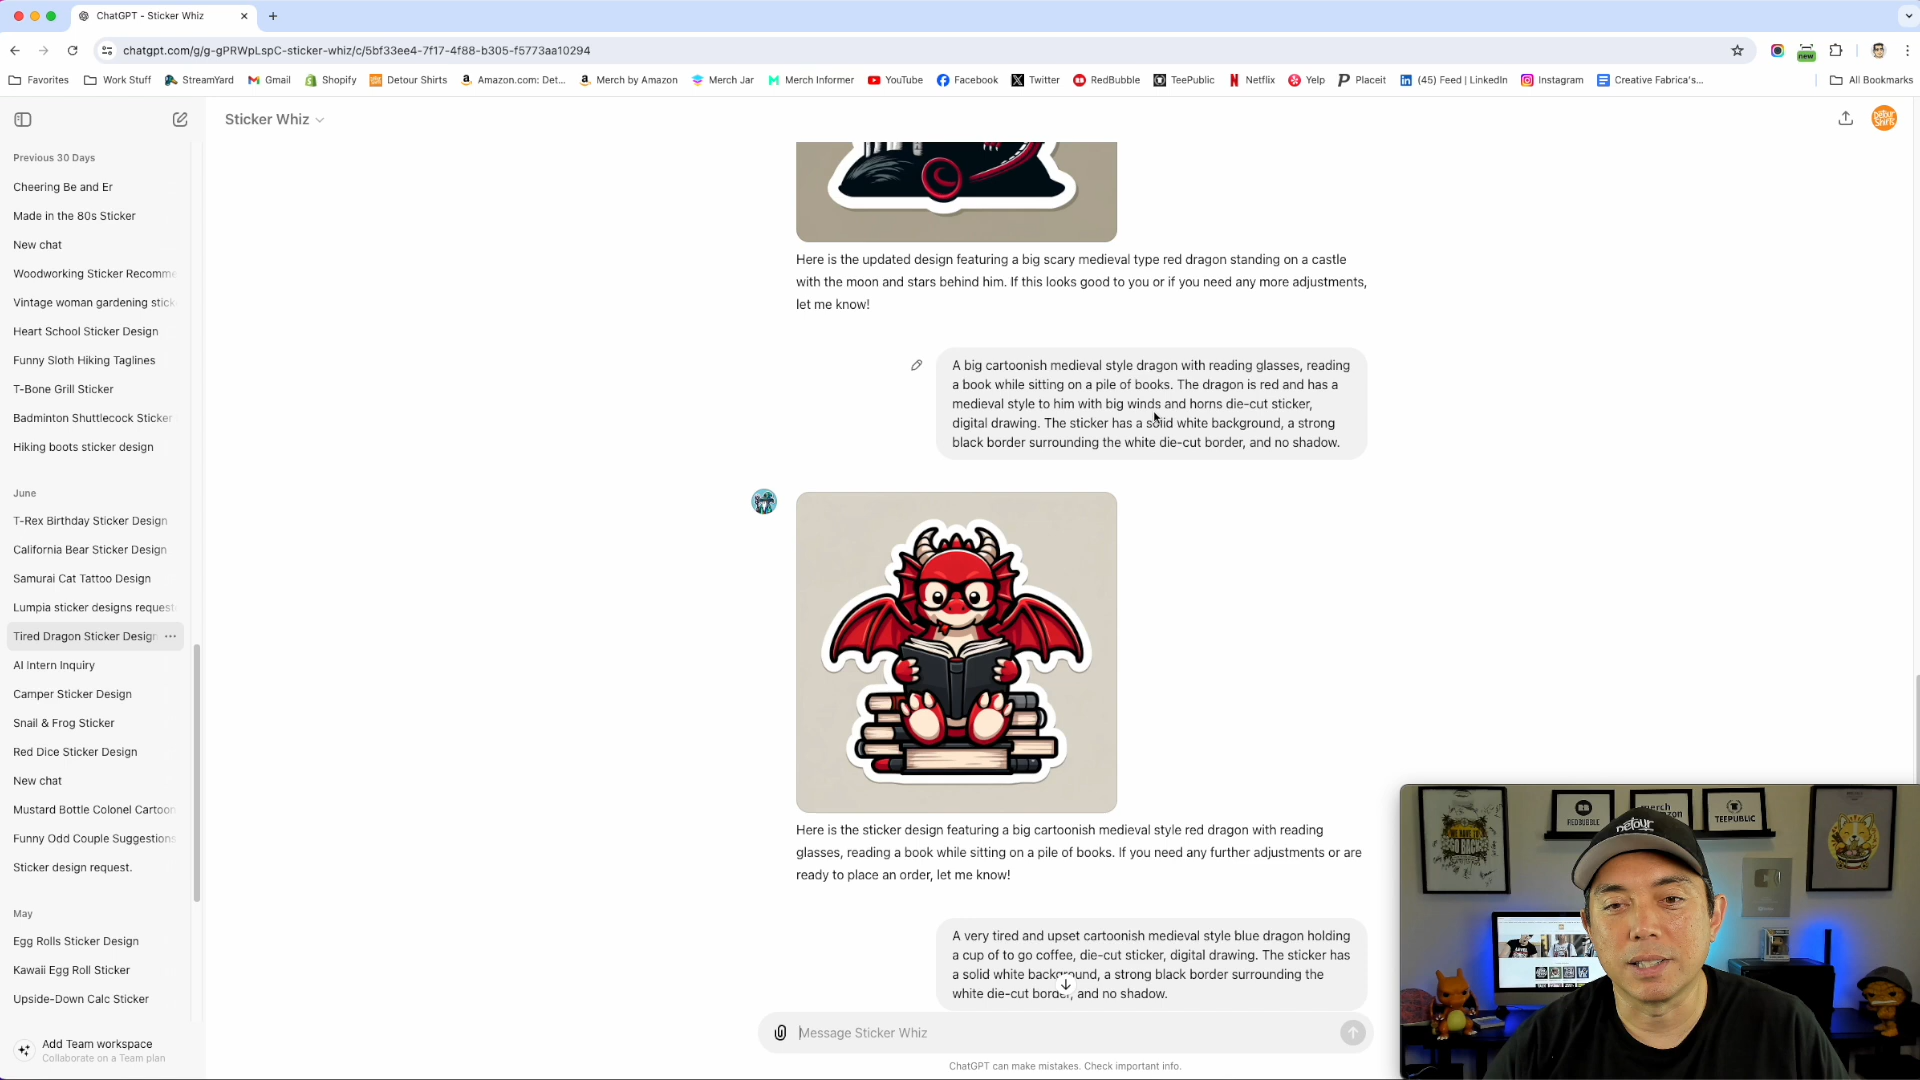 ChatGPT - Sticker Whiz
chatgpt.com/g/g-gPRWpLspC-sticker-whiz/c/5bf33ee4-7f17-4f88-b305-f5773aa10294
new
Favorites
Work Stuff
StreamYard
Gmail
Shopify
Detour Shirts
Amazon.com: Det...
Merch by Amazon
Merch Jar
Merch Informer
YouTube
Facebook
Twitter
RedBubble
TeePublic
Netflix
Yelp
Placeit
(45) Feed | LinkedIn
Instagram
Creative Fabrica's...
All Bookmarks
Sticker Whiz
Previous 30 Days
Cheering Be and Er
Made in the 80s Sticker
New chat
Woodworking Sticker Recomme
Vintage woman gardening stick
Heart School Sticker Design
Funny Sloth Hiking Taglines
T-Bone Grill Sticker
Badminton Shuttlecock Sticker
Hiking boots sticker design
June
T-Rex Birthday Sticker Design
California Bear Sticker Design
Samurai Cat Tattoo Design
Lumpia sticker designs request
Tired Dragon Sticker Design
AI Intern Inquiry
Camper Sticker Design
Snail & Frog Sticker
Red Dice Sticker Design
New chat
Mustard Bottle Colonel Cartoon
Funny Odd Couple Suggestions
Sticker design request.
May
Egg Rolls Sticker Design
Kawaii Egg Roll Sticker
Upside-Down Calc Sticker
Add Team workspace
Collaborate on a Team plan
Here is the updated design featuring a big scary medieval type red dragon standing on a castle
with the moon and stars behind him. If this looks good to you or if you need any more adjustments,
let me know!
A big cartoonish medieval style dragon with reading glasses, reading
a book while sitting on a pile of books. The dragon is red and has a
medieval style to him with big winds and horns die-cut sticker,
digital drawing. The sticker has a solid white background, a strong
black border surrounding the white die-cut border, and no shadow.
Here is the sticker design featuring a big cartoonish medieval style red dragon with reading
glasses, reading a book while sitting on a pile of books. If you need any further adjustments or are
ready to place an order, let me know!
A very tired and upset cartoonish medieval style blue dragon holding
a cup of to go coffee, die-cut sticker, digital drawing. The sticker has
a solid white background, a strong black border surrounding the
white die-cut border, and no shadow.
Message Sticker Whiz
ChatGPT can make mistakes. Check important info.
REDBUBBLE
TEEPUBLIC
DETOUR